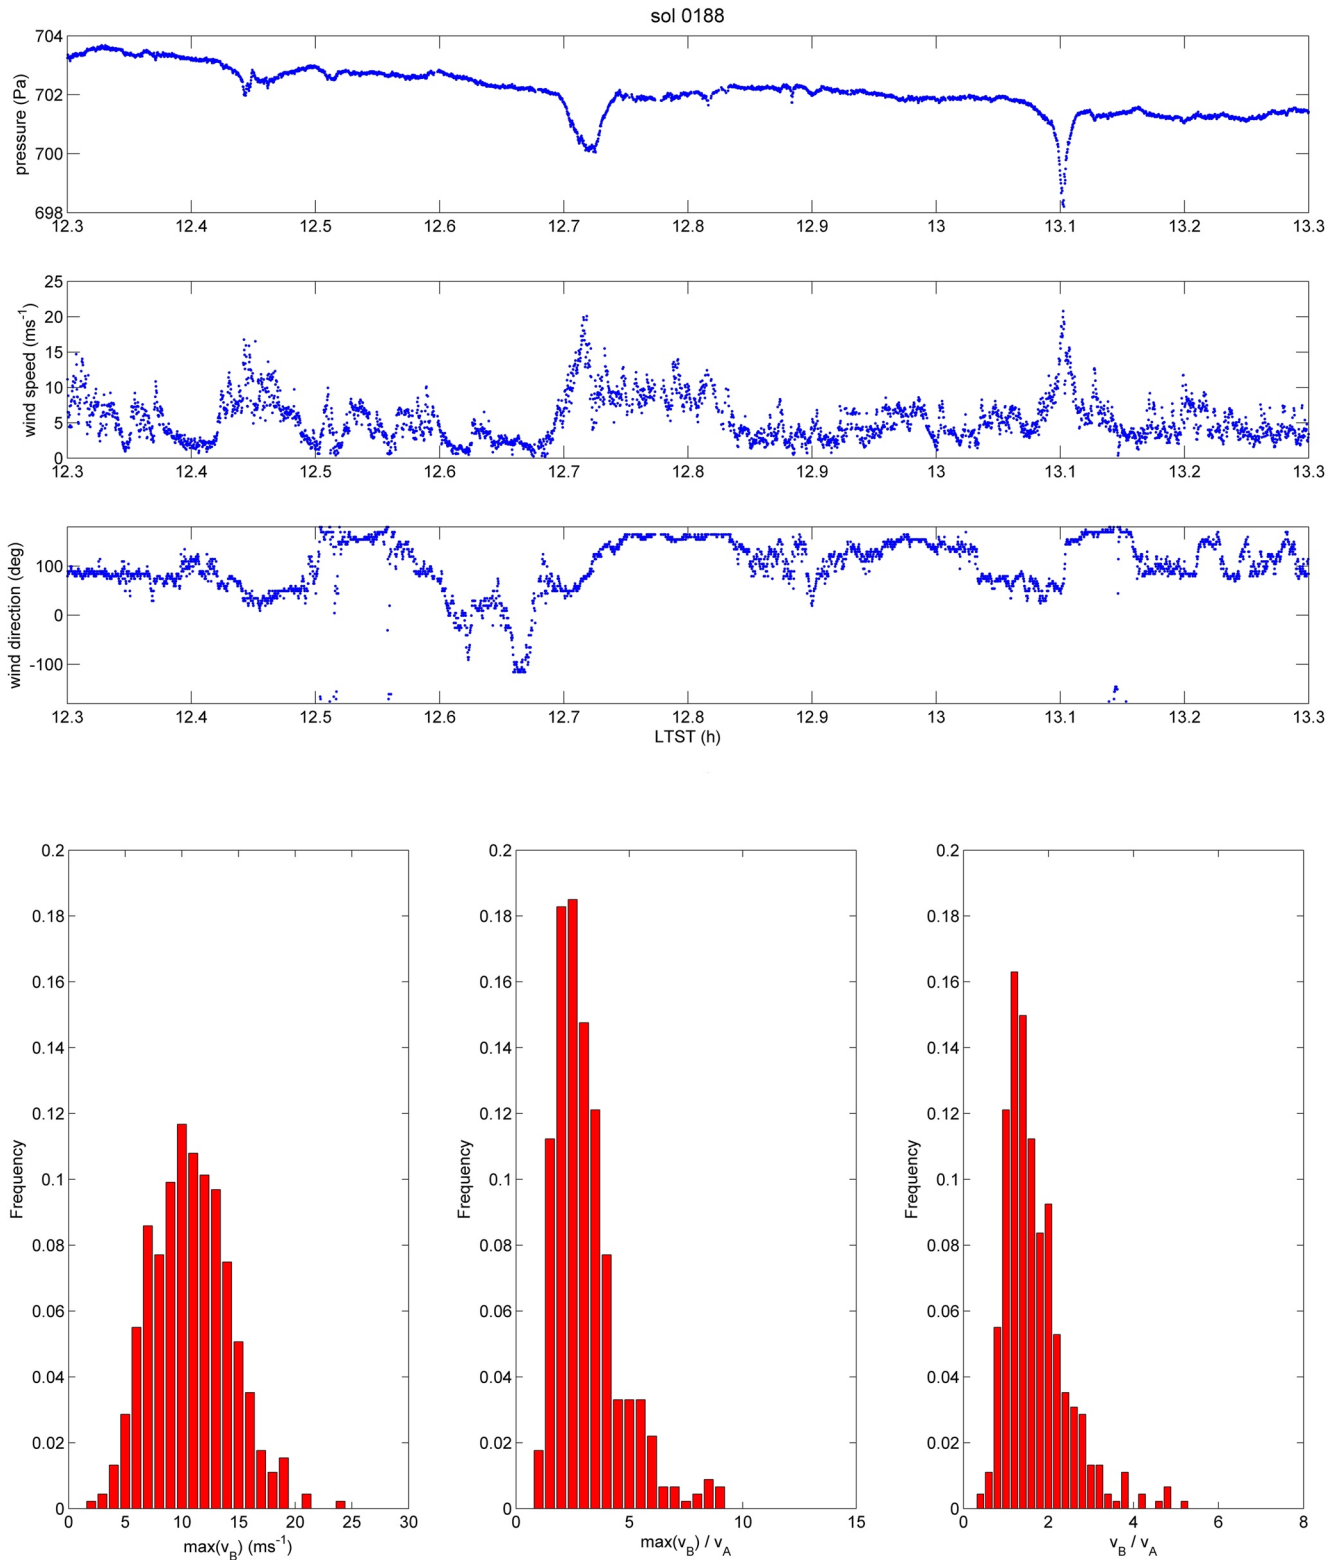 sol 0188
704
702
700
698
pressure (Pa)
12.3 12.4 12.5 12.6 12.7 12.8 12.9 13 13.1 13.2 13.3
25
20
15
10
5
0
wind speed (ms⁻¹)
12.3 12.4 12.5 12.6 12.7 12.8 12.9 13 13.1 13.2 13.3
100
0
-100
wind direction (deg)
12.3 12.4 12.5 12.6 12.7 12.8 12.9 13 13.1 13.2 13.3
LTST (h)
0.2
0.18
0.16
0.14
0.12
0.1
0.08
0.06
0.04
0.02
0
Frequency
0 5 10 15 20 25 30
max(v_B) (ms⁻¹)
0.2
0.18
0.16
0.14
0.12
0.1
0.08
0.06
0.04
0.02
0
Frequency
0 5 10 15
max(v_B) / v_A
0.2
0.18
0.16
0.14
0.12
0.1
0.08
0.06
0.04
0.02
0
Frequency
0 2 4 6 8
v_B / v_A